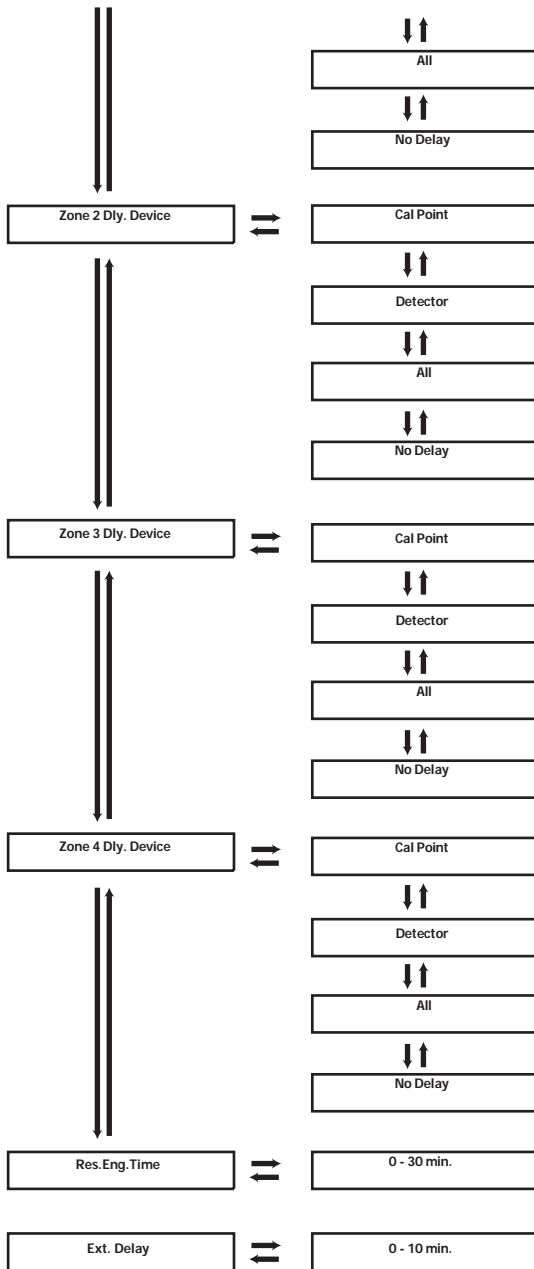 All
No Delay
Zone 2 Dly. Device
Cal Point
Detector
All
No Delay
Zone 3 Dly. Device
Cal Point
Detector
All
No Delay
Zone 4 Dly. Device
Cal Point
Detector
All
No Delay
Res.Eng.Time
0 - 30 min.
Ext. Delay
0 - 10 min.